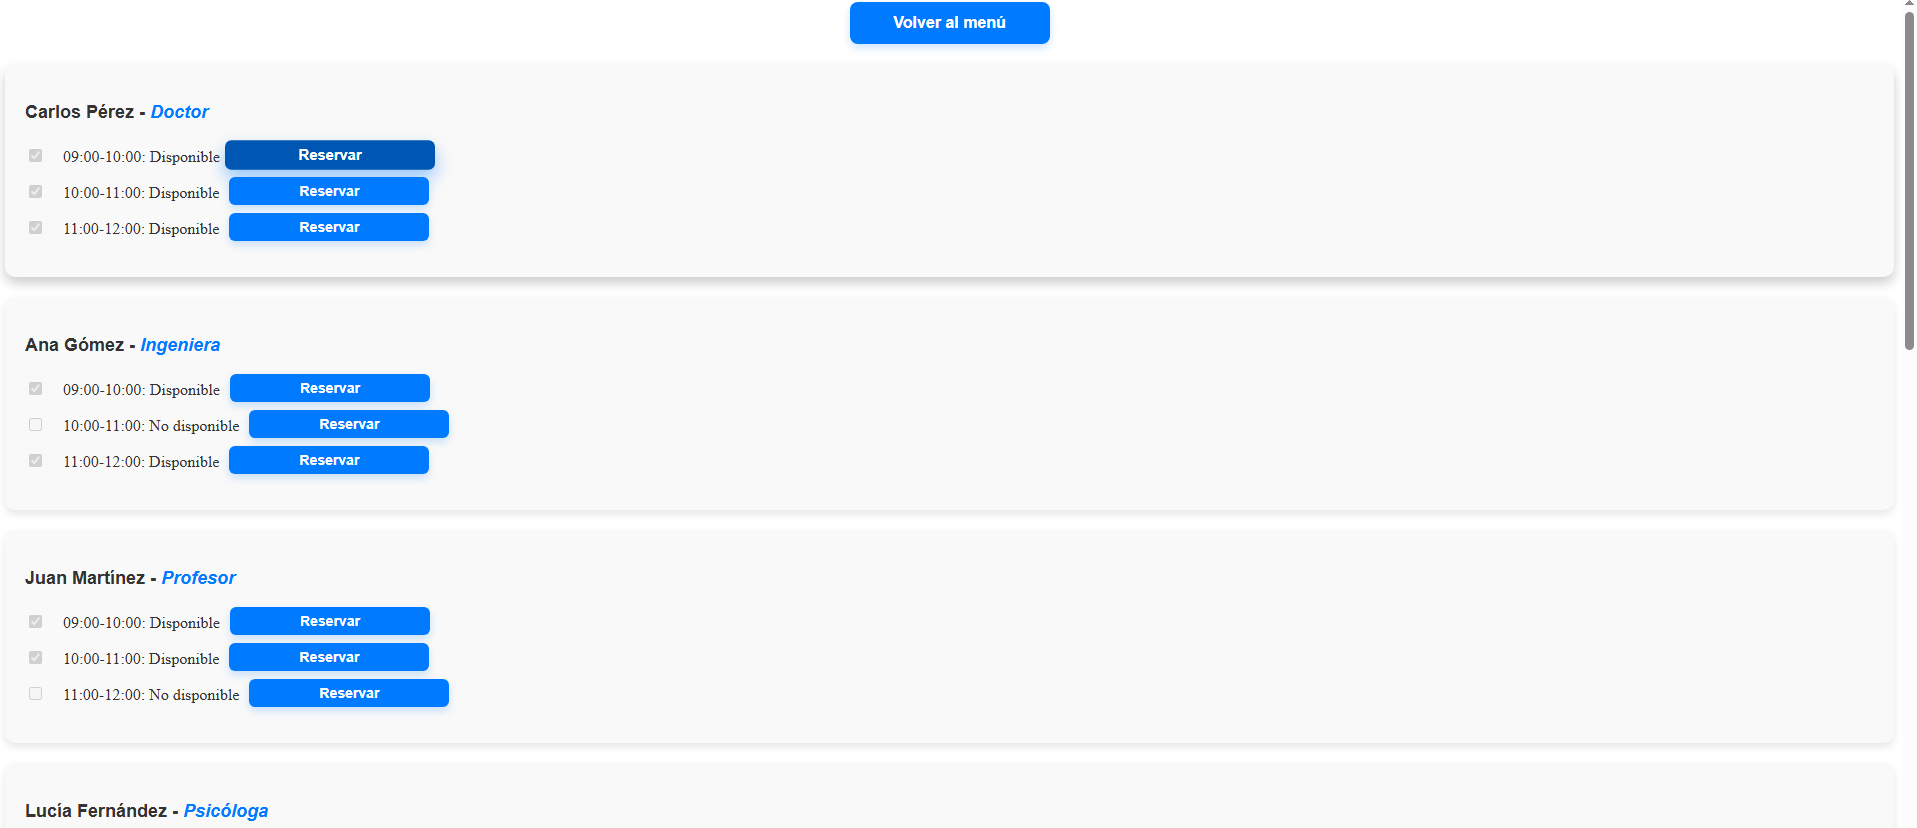 Volver al menú
Carlos Pérez - Doctor
09:00-10:00: Disponible Reservar
10:00-11:00: Disponible Reservar
11:00-12:00: Disponible Reservar
Ana Gómez - Ingeniera
09:00-10:00: Disponible Reservar
10:00-11:00: No disponible Reservar
11:00-12:00: Disponible Reservar
Juan Martínez - Profesor
09:00-10:00: Disponible Reservar
10:00-11:00: Disponible Reservar
11:00-12:00: No disponible Reservar
Lucía Fernández - Psicóloga